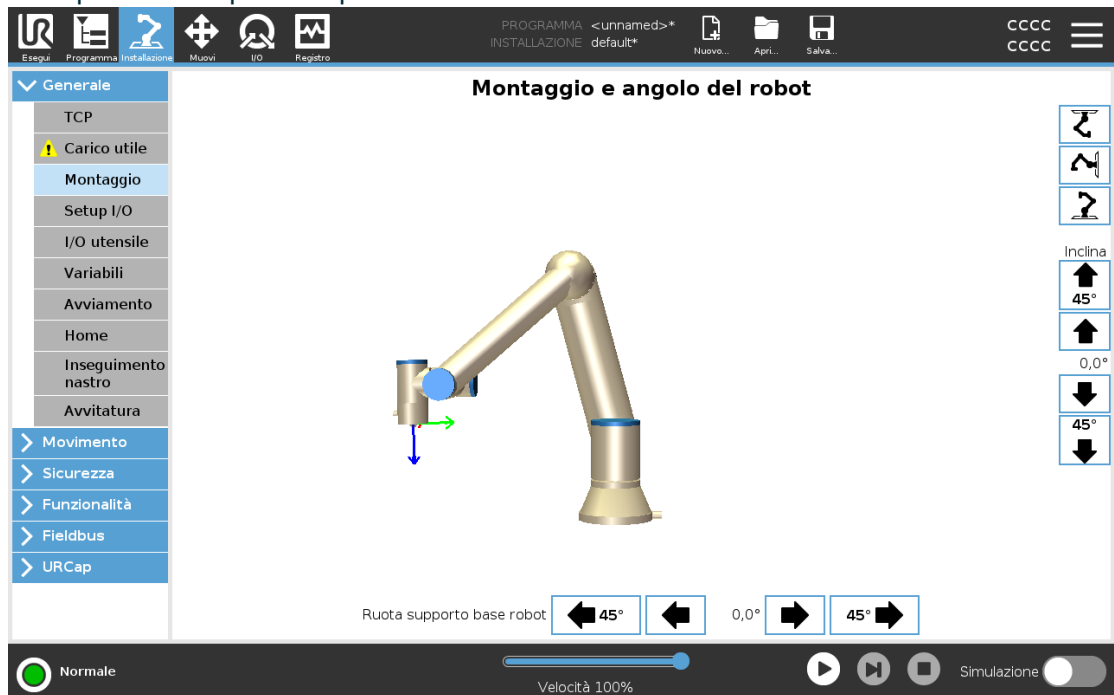 PROGRAMMA <unnamed>*
INSTALLAZIONE default*
UR
Esegui
Programma
Installazione
Muovi
I/O
Registro
Nuovo...
Apri...
Salva...
CCCC
CCCC
Generale
TCP
Carico utile
Montaggio
Setup I/O
I/O utensile
Variabili
Avviamento
Home
Inseguimento
nastro
Avvitatura
Movimento
Sicurezza
Funzionalità
Fieldbus
URCap
Montaggio e angolo del robot
Inclina
45°
0,0°
45°
Ruota supporto base robot
45°
0,0°
45°
Normale
Velocità 100%
Simulazione